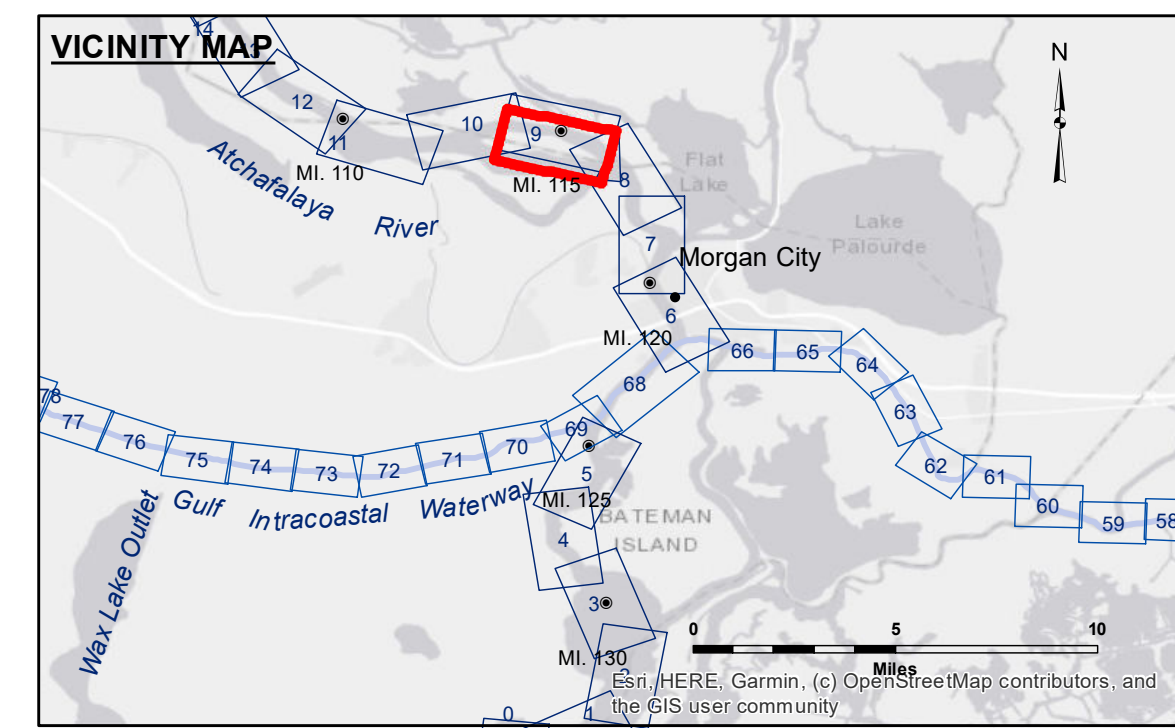 VICINITY MAP
N
14
13
12
11
10
9
8
MI. 110
MI. 115
Atchafalaya
River
Flat
Lake
Lake
Palourde
7
Morgan City
6
MI. 120
66
65
64
63
62
61
60
59
58
68
69
70
71
72
73
74
75
76
77
78
5
MI. 125
Gulf Intracoastal Waterway
Wax Lake Outlet
BATEMAN
ISLAND
4
3
MI. 130
2
1
0
0 5 10
Miles
Esri, HERE, Garmin, (c) OpenStreetMap contributors, and
the GIS user community